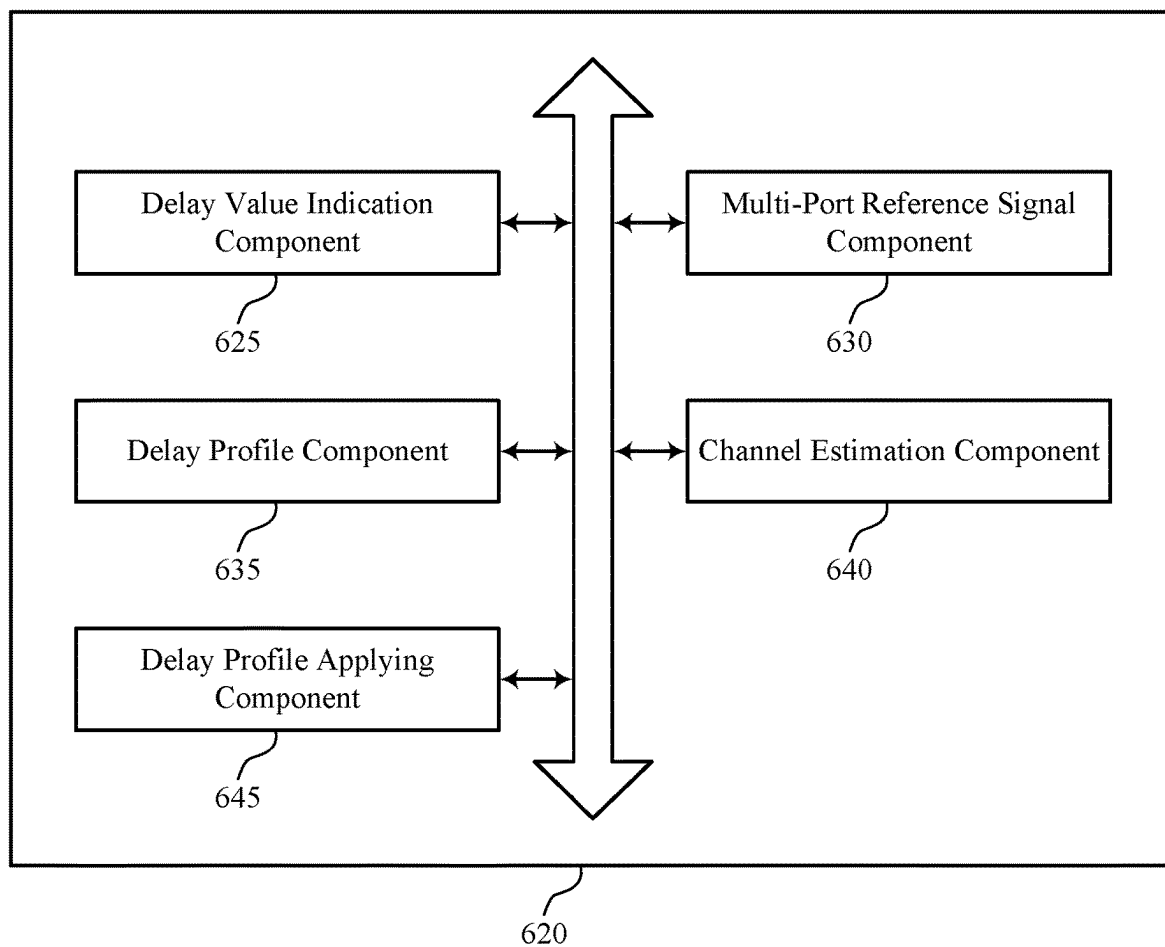 Delay Value Indication
Component
625
Multi-Port Reference Signal
Component
630
Delay Profile Component
635
Channel Estimation Component
640
Delay Profile Applying
Component
645
620